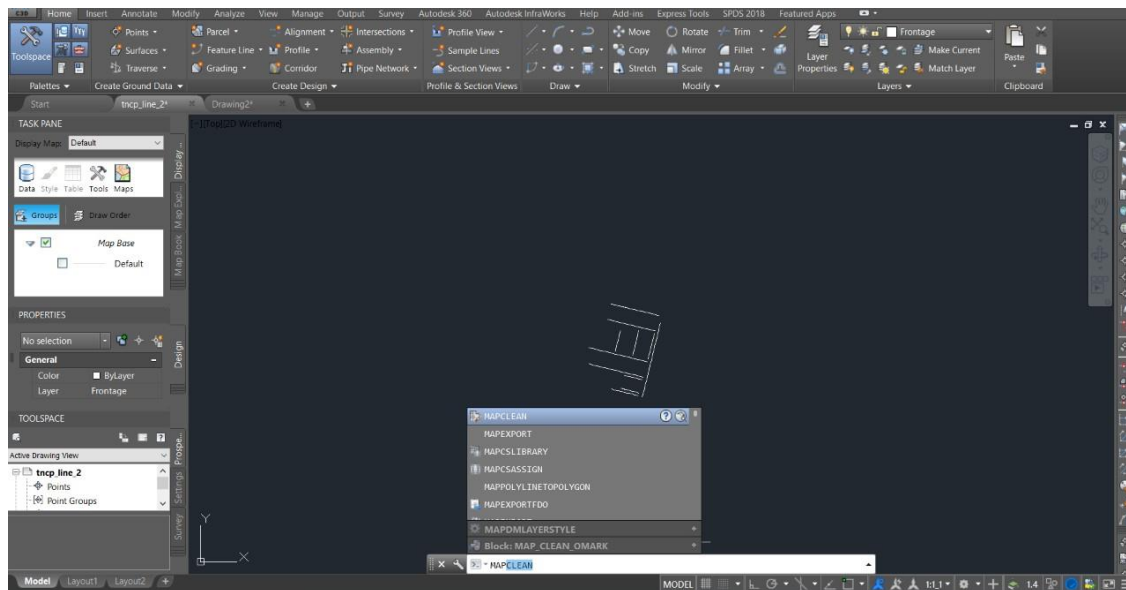 C3D Home Insert Annotate Modify Analyze View Manage Output Survey Autodesk 360 Autodesk InfraWorks Help Add-ins Express Tools SPDS 2018 Featured Apps
Toolspace
Points
Surfaces
Traverse
Parcel
Feature Line
Grading
Alignment
Profile
Corridor
Intersections
Assembly
Pipe Network
Profile View
Sample Lines
Section Views
Move
Copy
Stretch
Rotate
Mirror
Scale
Trim
Fillet
Array
Layer
Properties
Frontage
Make Current
Match Layer
Paste
Palettes Create Ground Data Create Design Profile & Section Views Draw Modify Layers Clipboard
Start tncp_line_2* Drawing2* +
TASK PANE
[-][Top][2D Wireframe]
Display Map: Default
Data Style Table Tools Maps
Groups Draw Order
Map Base
Default
Display ...
Map Expl...
Map Book
PROPERTIES
No selection
General
Color ByLayer
Layer Frontage
Design
TOOLSPACE
Active Drawing View
tncp_line_2
Points
Point Groups
Prospe...
Settings
Survey
MAPCLEAN
MAPEXPORT
MAPCSLIBRARY
MAPCSASSIGN
MAPPOLYLINETOPOLYGON
MAPEXPORTFDO
MAPDMLAYERSTYLE +
Block: MAP_CLEAN_OMARK +
MAPCLEAN
Y
X
Model Layout1 Layout2 +
MODEL 1:1_1 1.4